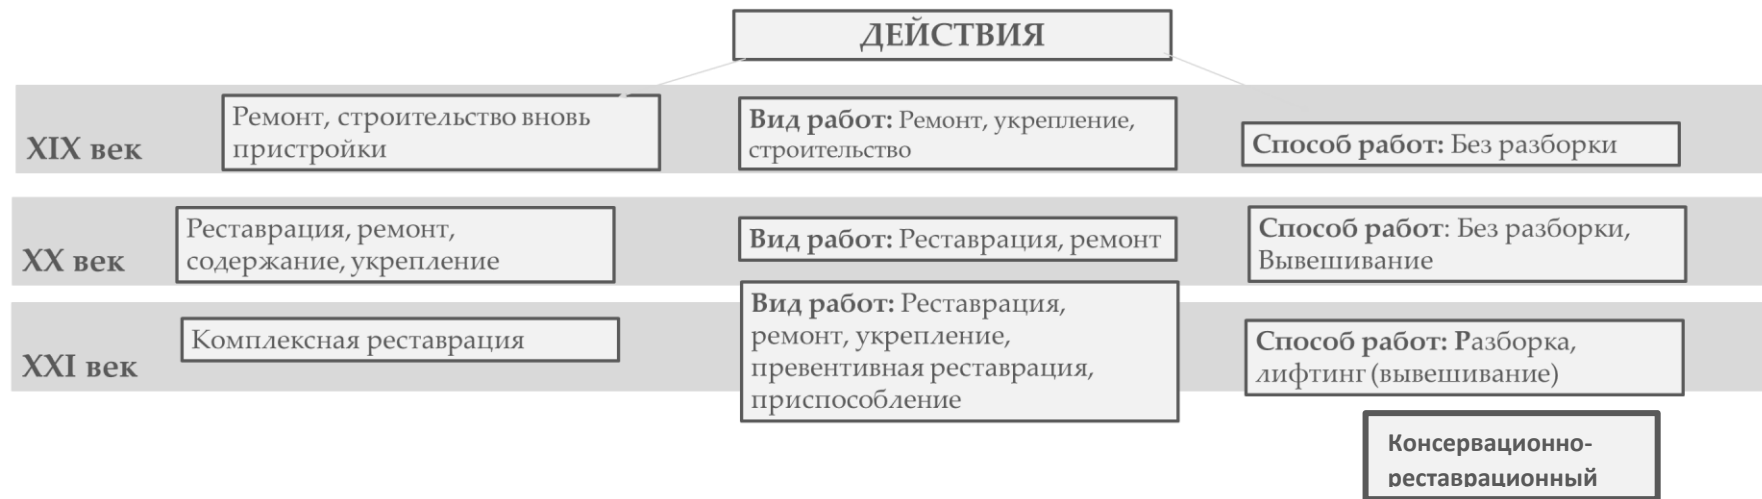 ДЕЙСТВИЯ
XIX век
Ремонт, строительство вновь
пристройки
Вид работ: Ремонт, укрепление,
строительство
Способ работ: Без разборки
XX век
Реставрация, ремонт,
содержание, укрепление
Вид работ: Реставрация, ремонт
Способ работ: Без разборки,
Вывешивание
XXI век
Комплексная реставрация
Вид работ: Реставрация,
ремонт, укрепление,
превентивная реставрация,
приспособление
Способ работ: Разборка,
лифтинг (вывешивание)
Консервационно-
реставрационный